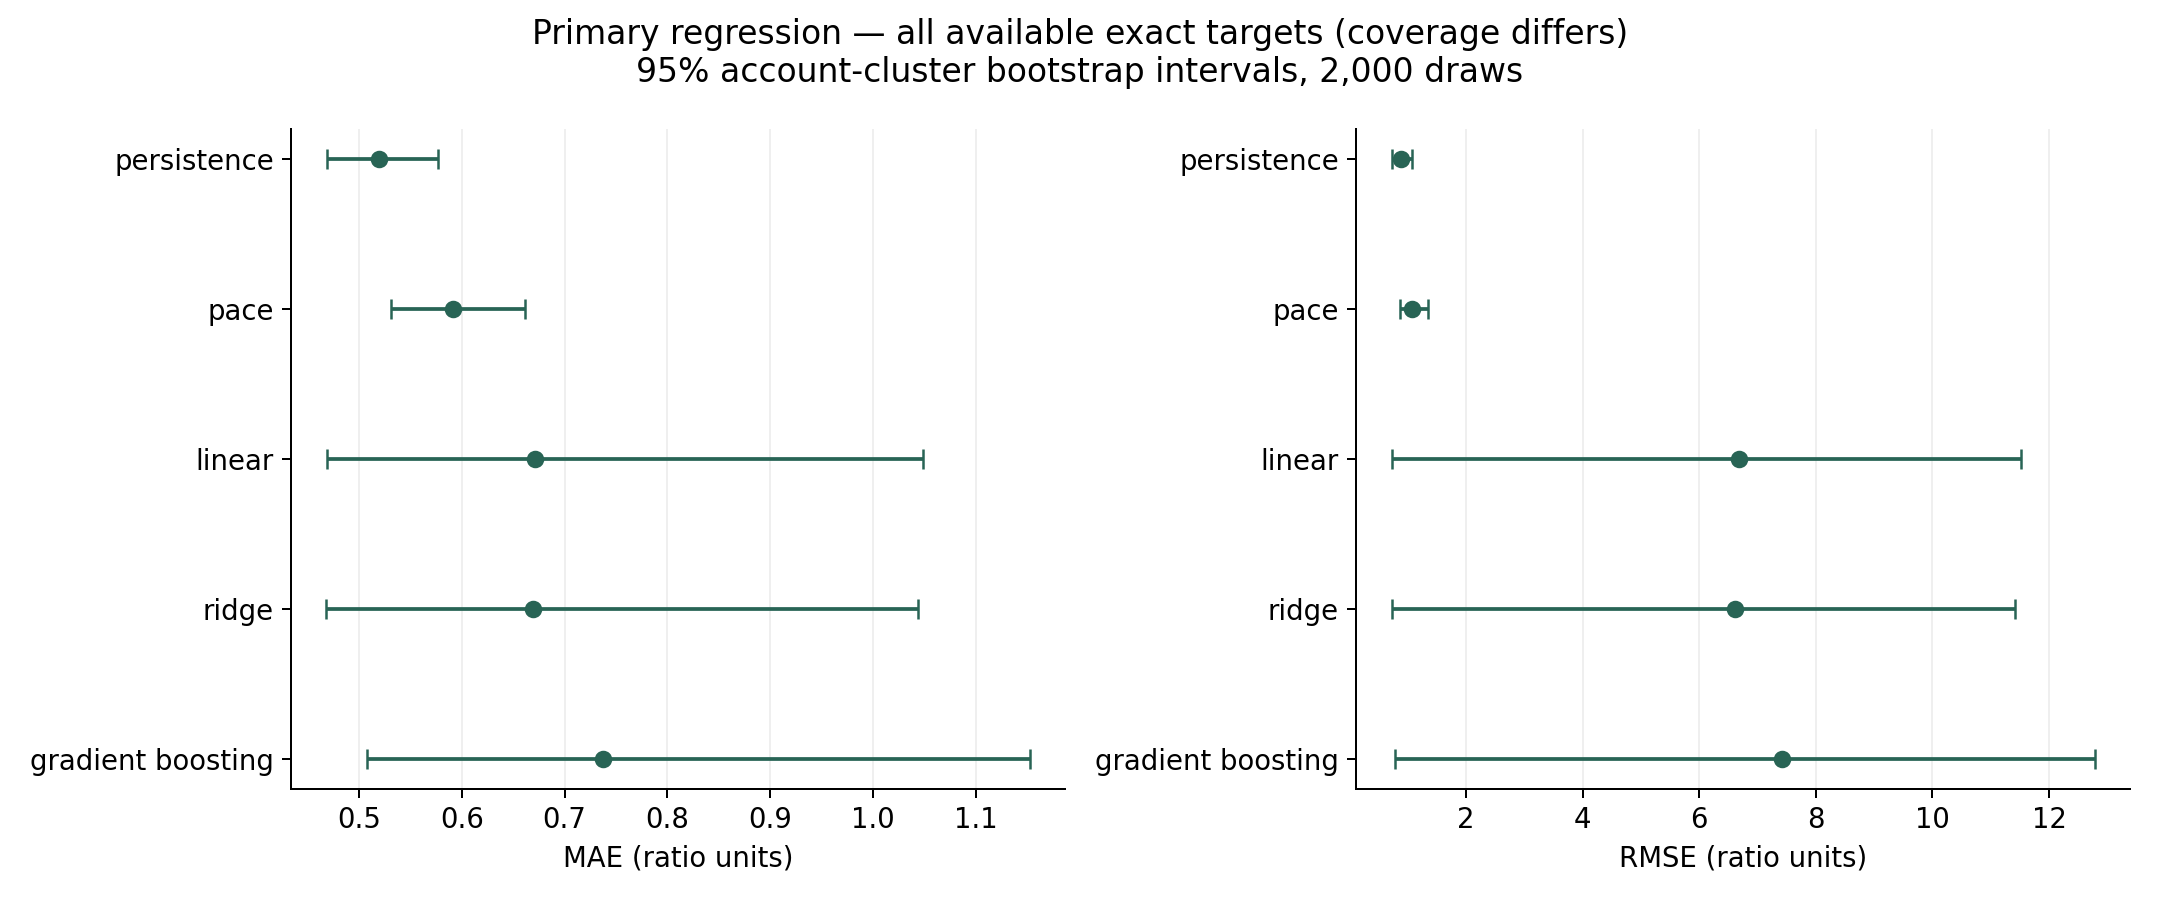 Primary regression — all available exact targets (coverage differs)
95% account-cluster bootstrap intervals, 2,000 draws
persistence
pace
linear
ridge
gradient boosting
0.5 0.6 0.7 0.8 0.9 1.0 1.1
MAE (ratio units)
persistence
pace
linear
ridge
gradient boosting
2 4 6 8 10 12
RMSE (ratio units)